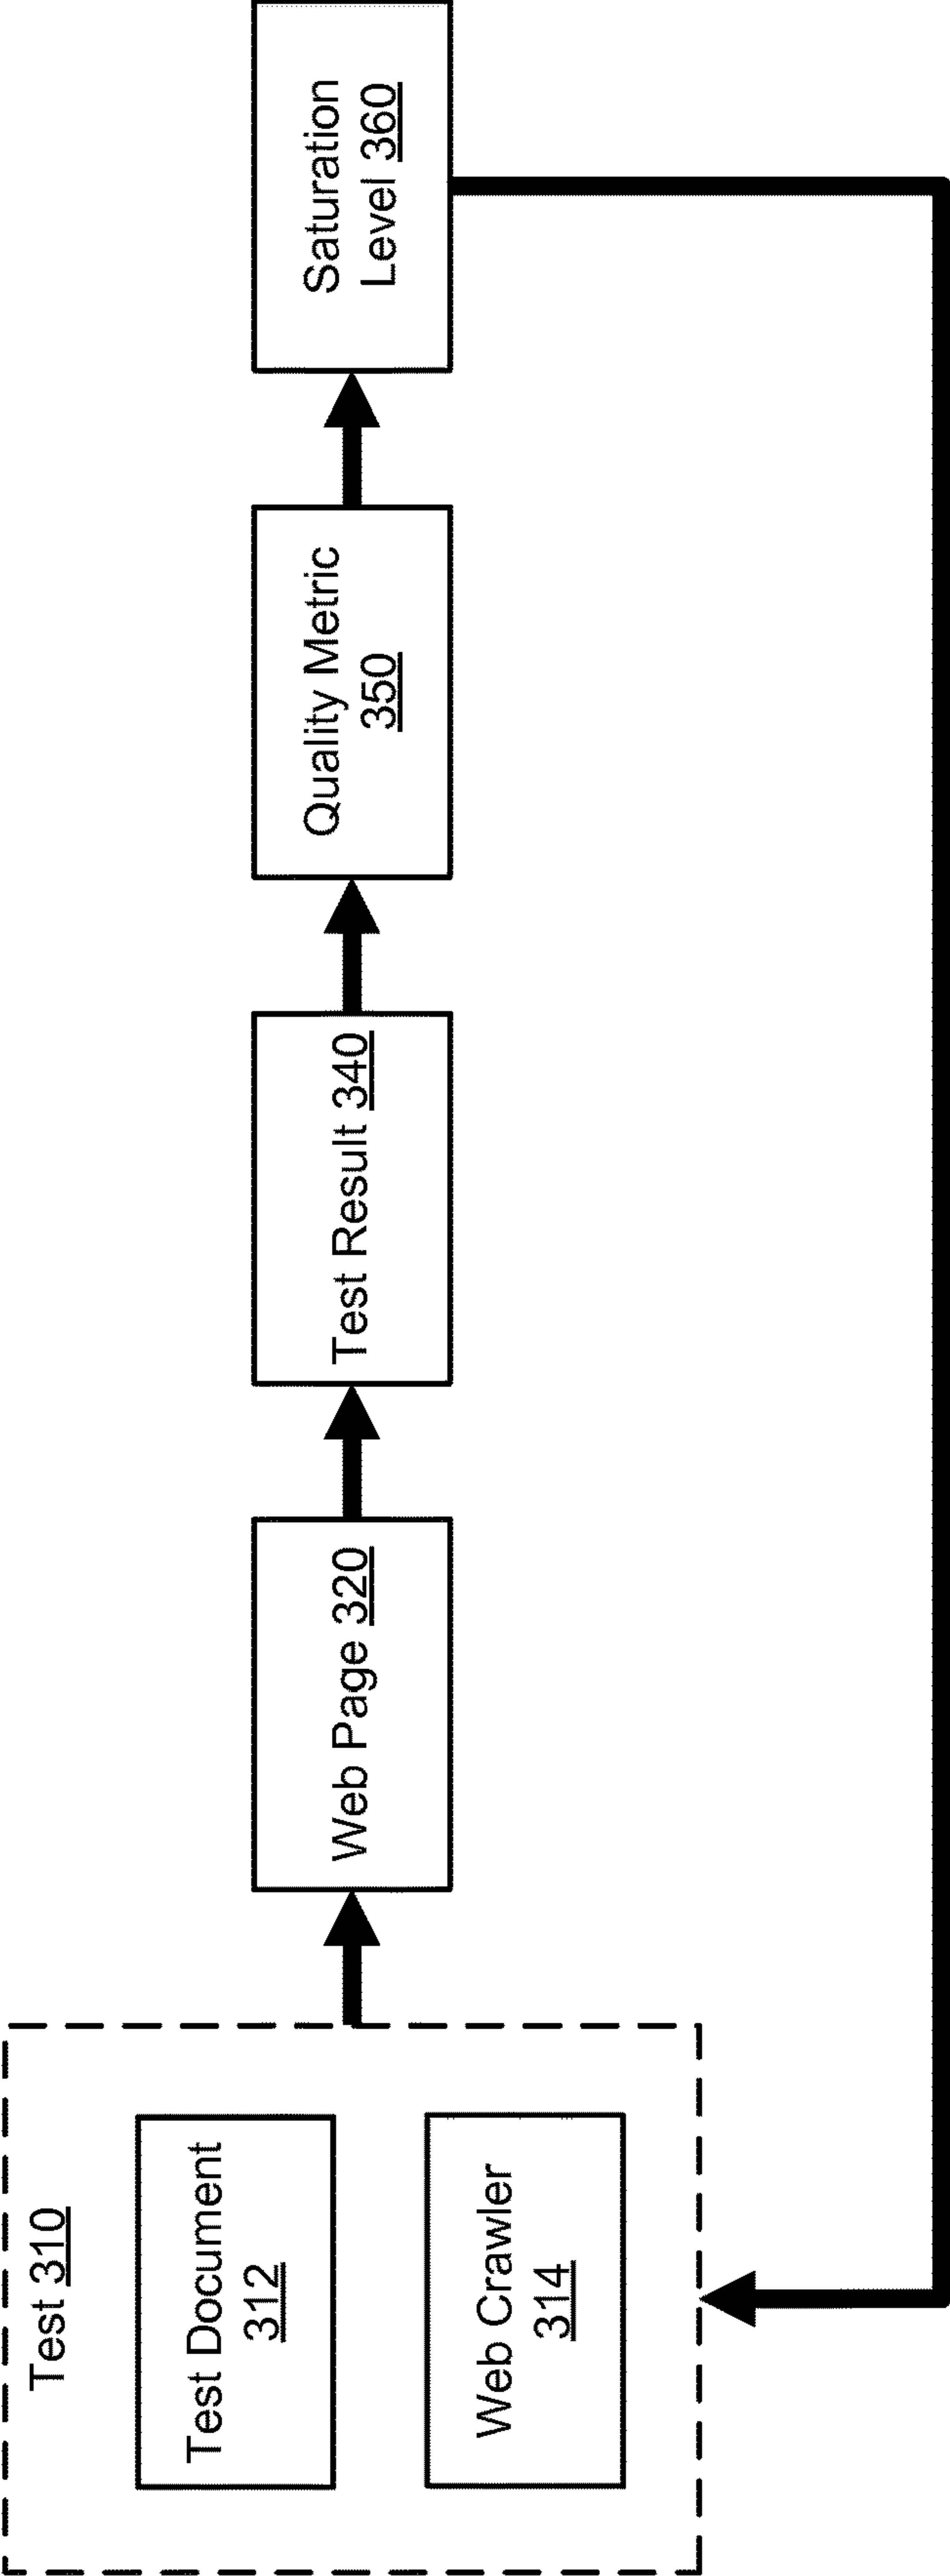 Test 310
Test Document
312
Web Crawler
314
Web Page 320
Test Result 340
Quality Metric
350
Saturation
Level 360